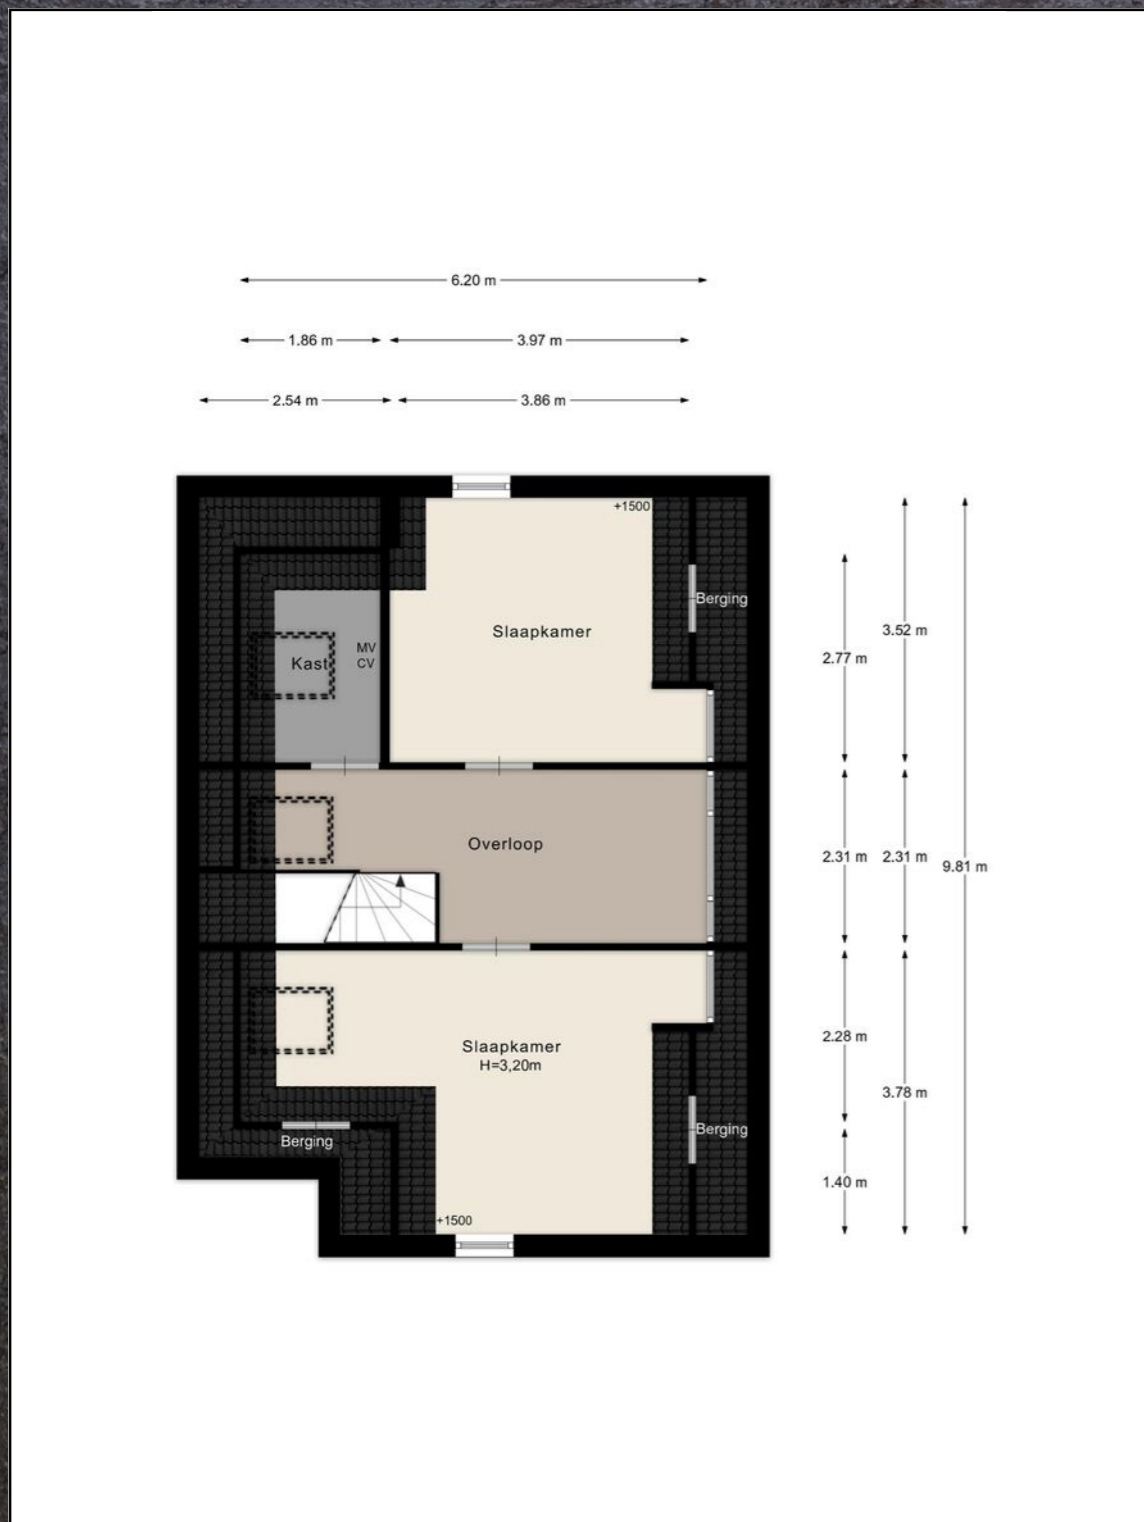 6.20 m
1.86 m
3.97 m
2.54 m
3.86 m
+1500
Berging
Slaapkamer
3.52 m
MV
Kast
CV
2.77 m
Overloop
2.31 m
2.31 m
9.81 m
2.28 m
Slaapkamer
H=3,20m
3.78 m
Berging
Berging
1.40 m
+1500